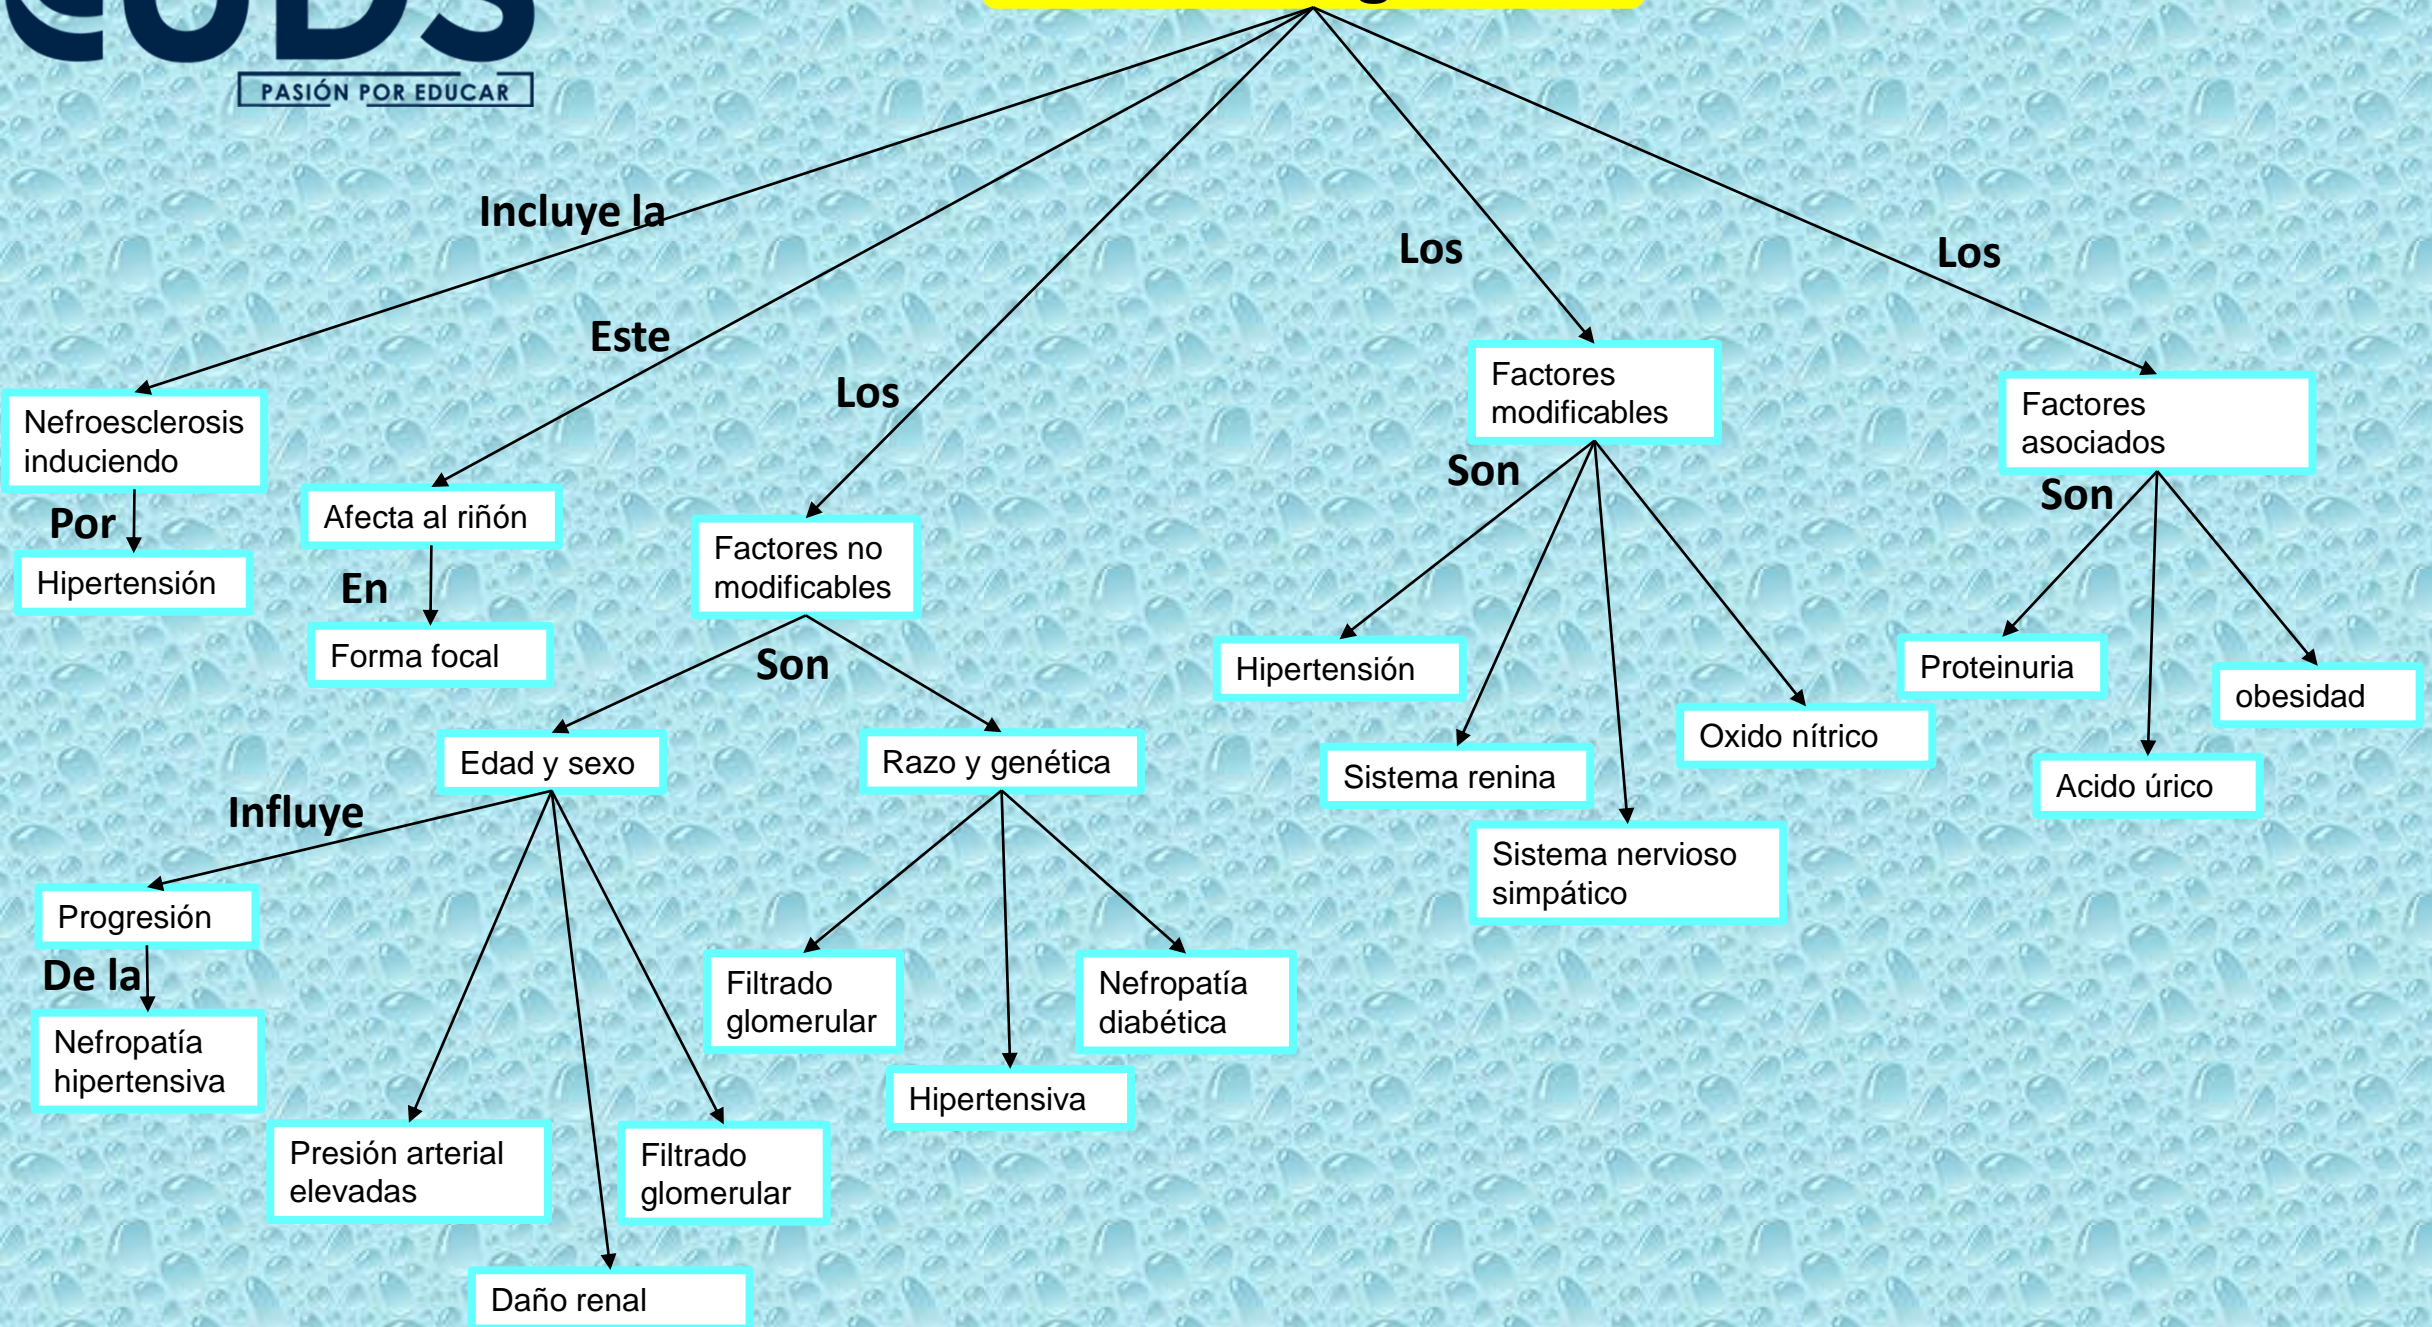 PASIÓN POR EDUCAR
Incluye la
Este
Los
Los
Los
Nefroesclerosis
induciendo
Por
Hipertensión
Afecta al riñón
En
Forma focal
Factores no
modificables
Son
Edad y sexo
Influye
Progresión
De la
Nefropatía
hipertensiva
Presión arterial
elevadas
Daño renal
Filtrado
glomerular
Razo y genética
Filtrado
glomerular
Hipertensiva
Nefropatía
diabética
Factores
modificables
Son
Hipertensión
Sistema renina
Sistema nervioso
simpático
Oxido nítrico
Factores
asociados
Son
Proteinuria
Acido úrico
obesidad